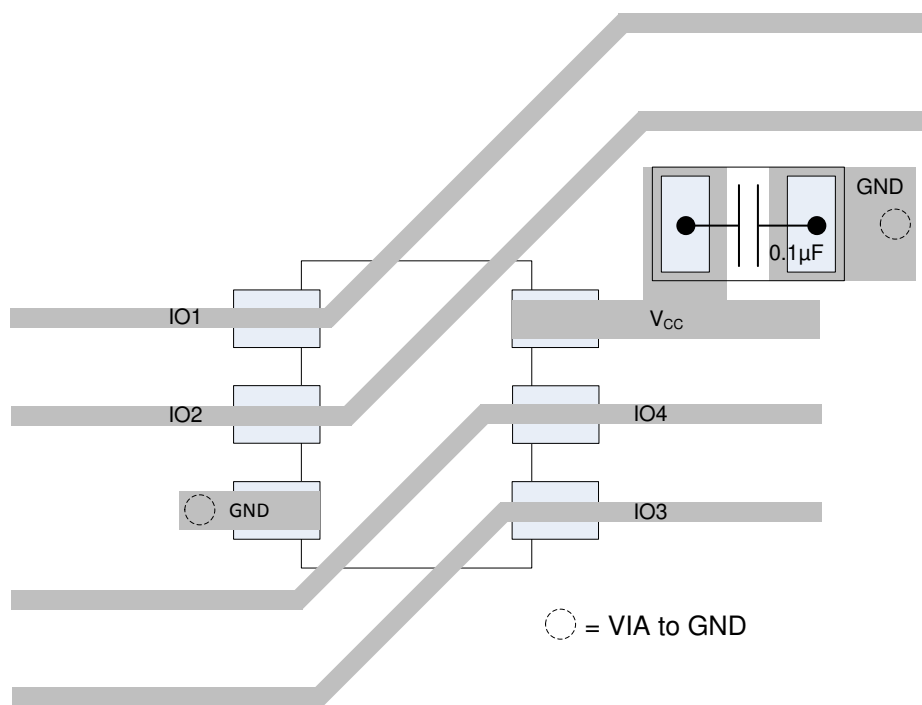 GND
0.1µF
IO1
VCC
IO2
IO4
GND
IO3
= VIA to GND